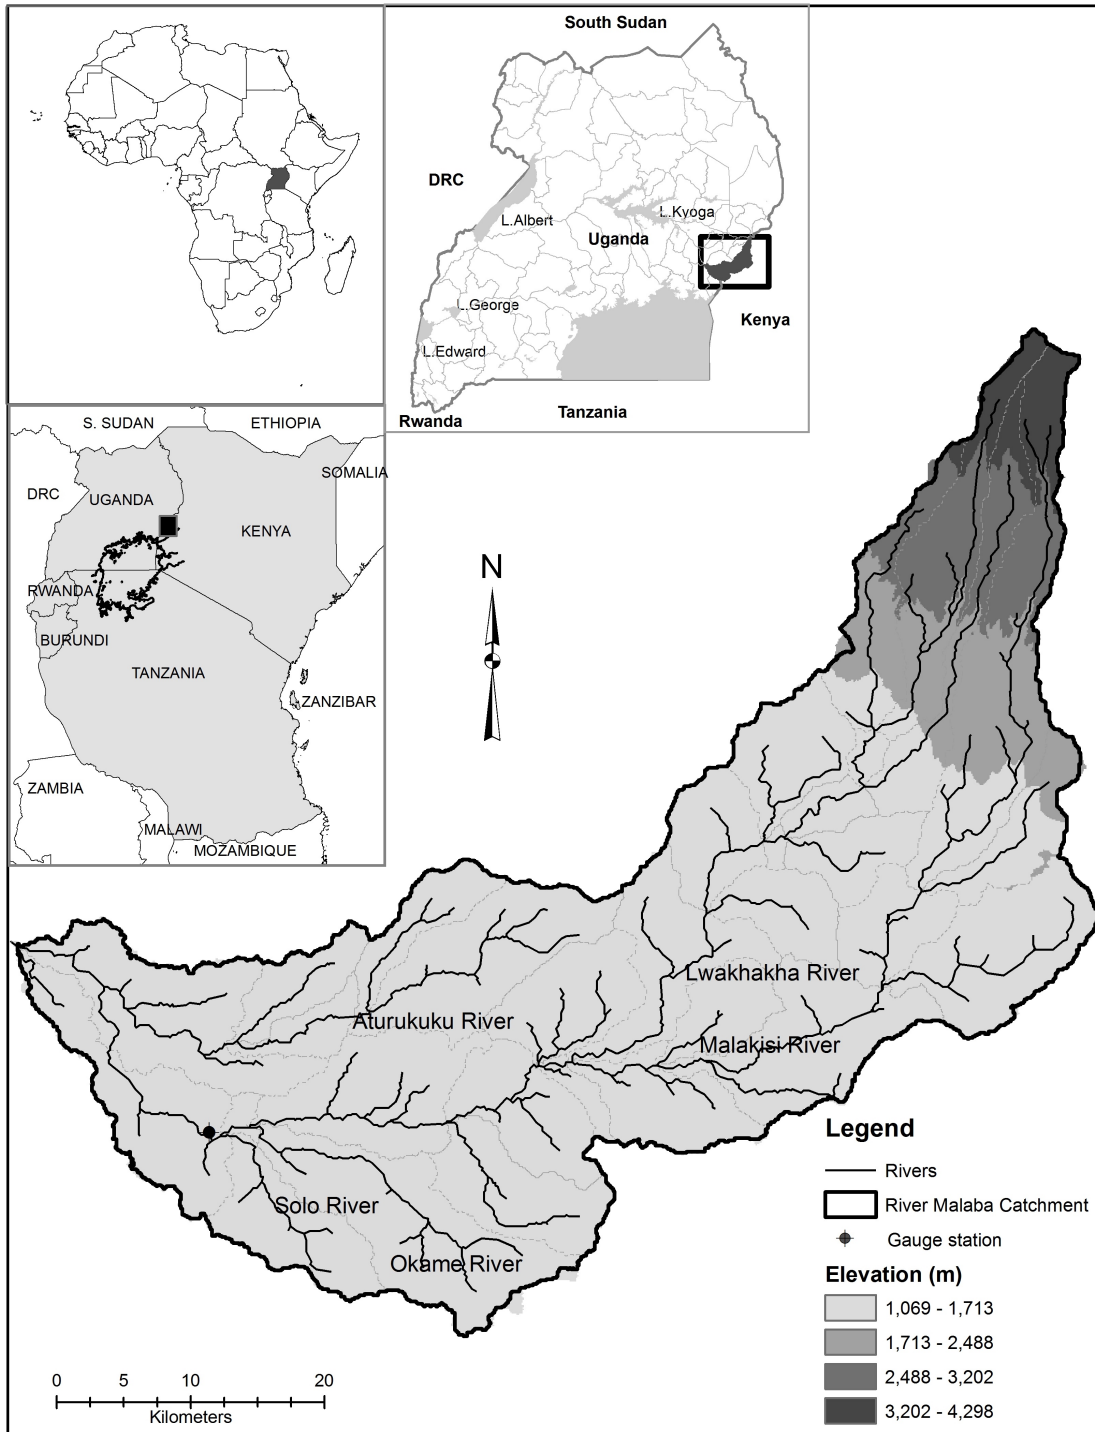 South Sudan
DRC
L.Albert
L.Kyoga
Uganda
L.George
Kenya
L.Edward
Tanzania
Rwanda
S. SUDAN
ETHIOPIA
SOMALIA
DRC
UGANDA
KENYA
RWANDA
BURUNDI
TANZANIA
ZANZIBAR
ZAMBIA
MALAWI
MOZAMBIQUE
N
Lwakhakha River
Aturukuku River
Malakisi River
Solo River
Okame River
Legend
Rivers
River Malaba Catchment
Gauge station
Elevation (m)
1,069 - 1,713
1,713 - 2,488
2,488 - 3,202
3,202 - 4,298
0 5 10 20
Kilometers